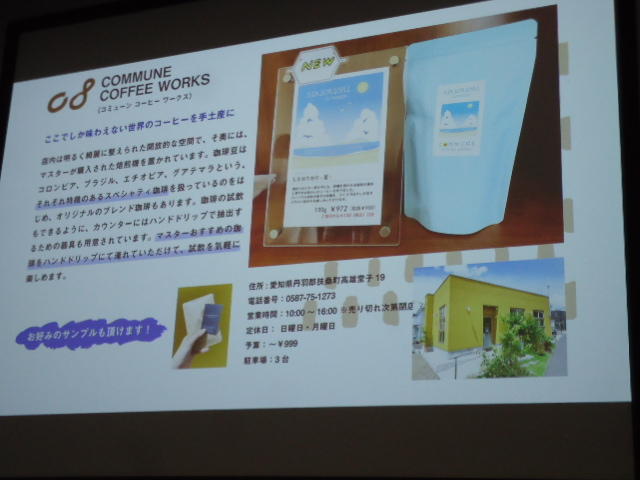 08 COMMUNE
COFFEE WORKS
(コミューン コーヒー ワークス)
ここでしか味わえない世界のコーヒーを手土産に
店内は明るく綺麗に整えられた開放的な空間で、その奥には、
マスターが購入された焙煎機を置かれています。珈琲豆は
コロンビア、ブラジル、エチオピア、グアテマラという、
それぞれ特徴のあるスペシャティ珈琲を扱っているのをは
じめ、オリジナルのブレンド珈琲もあります。珈琲の試飲
もできるように、カウンターにはハンドドリップで抽出す
るための器具も用意されています。マスターおすすめの珈
琲をハンドドリップにて淹れていただけて、試飲を気軽に
楽しめます。
お好みのサンプルも頂けます！
NEW
¥972
住所：愛知県丹羽郡扶桑町高雄堂子19
電話番号：0587-75-1273
営業時間：10:00～16:00 ※売り切れ次第閉店
定休日：日曜日・月曜日
予算：～¥999
駐車場：3台